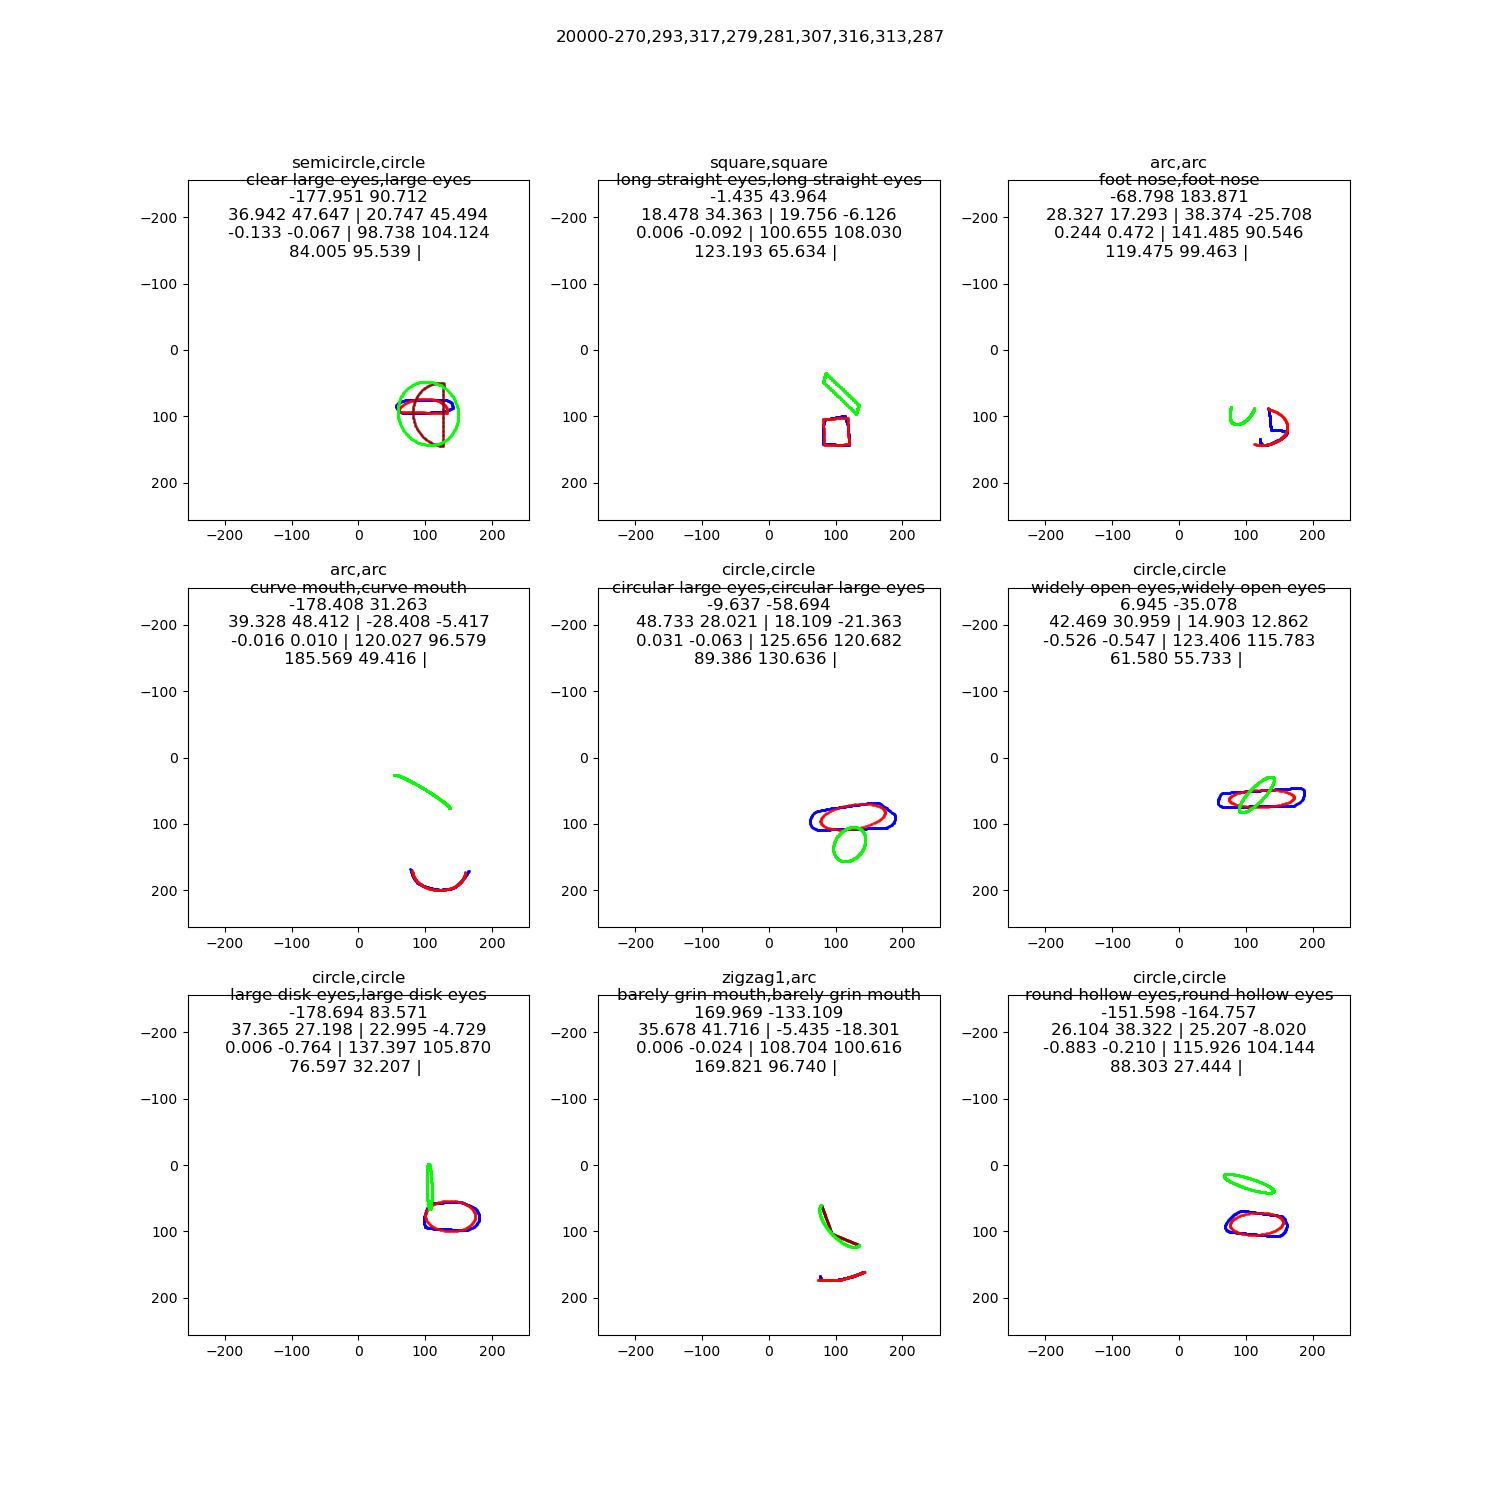 20000-270,293,317,279,281,307,316,313,287
semicircle,circle
clear large eyes,large eyes
-177.951 90.712
36.942 47.647 | 20.747 45.494
-0.133 -0.067 | 98.738 104.124
84.005 95.539 |
−200
−100
0
100
200
−200 −100 0 100 200
square,square
long straight eyes,long straight eyes
-1.435 43.964
18.478 34.363 | 19.756 -6.126
0.006 -0.092 | 100.655 108.030
123.193 65.634 |
−200
−100
0
100
200
−200 −100 0 100 200
arc,arc
foot nose,foot nose
-68.798 183.871
28.327 17.293 | 38.374 -25.708
0.244 0.472 | 141.485 90.546
119.475 99.463 |
−200
−100
0
100
200
−200 −100 0 100 200
arc,arc
curve mouth,curve mouth
-178.408 31.263
39.328 48.412 | -28.408 -5.417
-0.016 0.010 | 120.027 96.579
185.569 49.416 |
−200
−100
0
100
200
−200 −100 0 100 200
circle,circle
circular large eyes,circular large eyes
-9.637 -58.694
48.733 28.021 | 18.109 -21.363
0.031 -0.063 | 125.656 120.682
89.386 130.636 |
−200
−100
0
100
200
−200 −100 0 100 200
circle,circle
widely open eyes,widely open eyes
6.945 -35.078
42.469 30.959 | 14.903 12.862
-0.526 -0.547 | 123.406 115.783
61.580 55.733 |
−200
−100
0
100
200
−200 −100 0 100 200
circle,circle
large disk eyes,large disk eyes
-178.694 83.571
37.365 27.198 | 22.995 -4.729
0.006 -0.764 | 137.397 105.870
76.597 32.207 |
−200
−100
0
100
200
−200 −100 0 100 200
zigzag1,arc
barely grin mouth,barely grin mouth
169.969 -133.109
35.678 41.716 | -5.435 -18.301
0.006 -0.024 | 108.704 100.616
169.821 96.740 |
−200
−100
0
100
200
−200 −100 0 100 200
circle,circle
round hollow eyes,round hollow eyes
-151.598 -164.757
26.104 38.322 | 25.207 -8.020
-0.883 -0.210 | 115.926 104.144
88.303 27.444 |
−200
−100
0
100
200
−200 −100 0 100 200